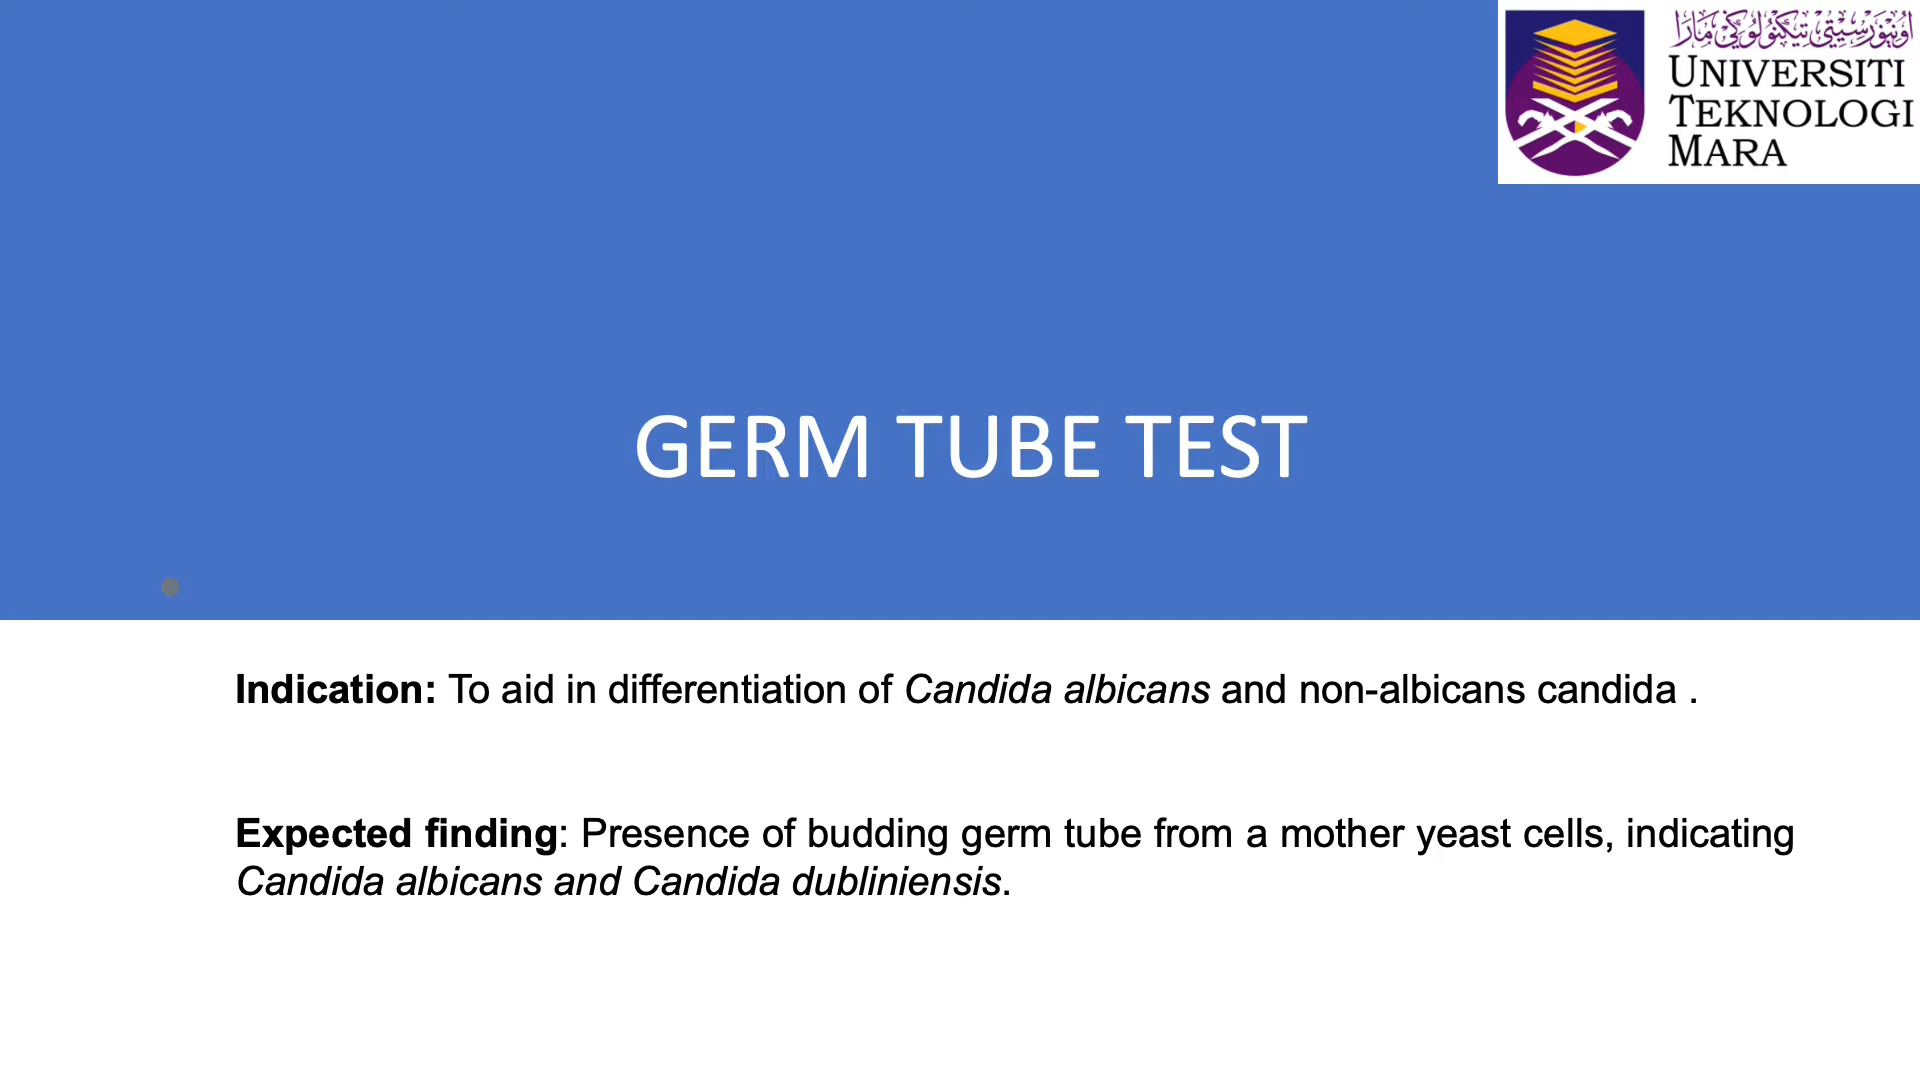 اونيۏرسيتي تيكنولوݢي مارا
UNIVERSITI
TEKNOLOGI
MARA
GERM TUBE TEST
Indication: To aid in differentiation of Candida albicans and non-albicans candida .
Expected finding: Presence of budding germ tube from a mother yeast cells, indicating
Candida albicans and Candida dubliniensis.